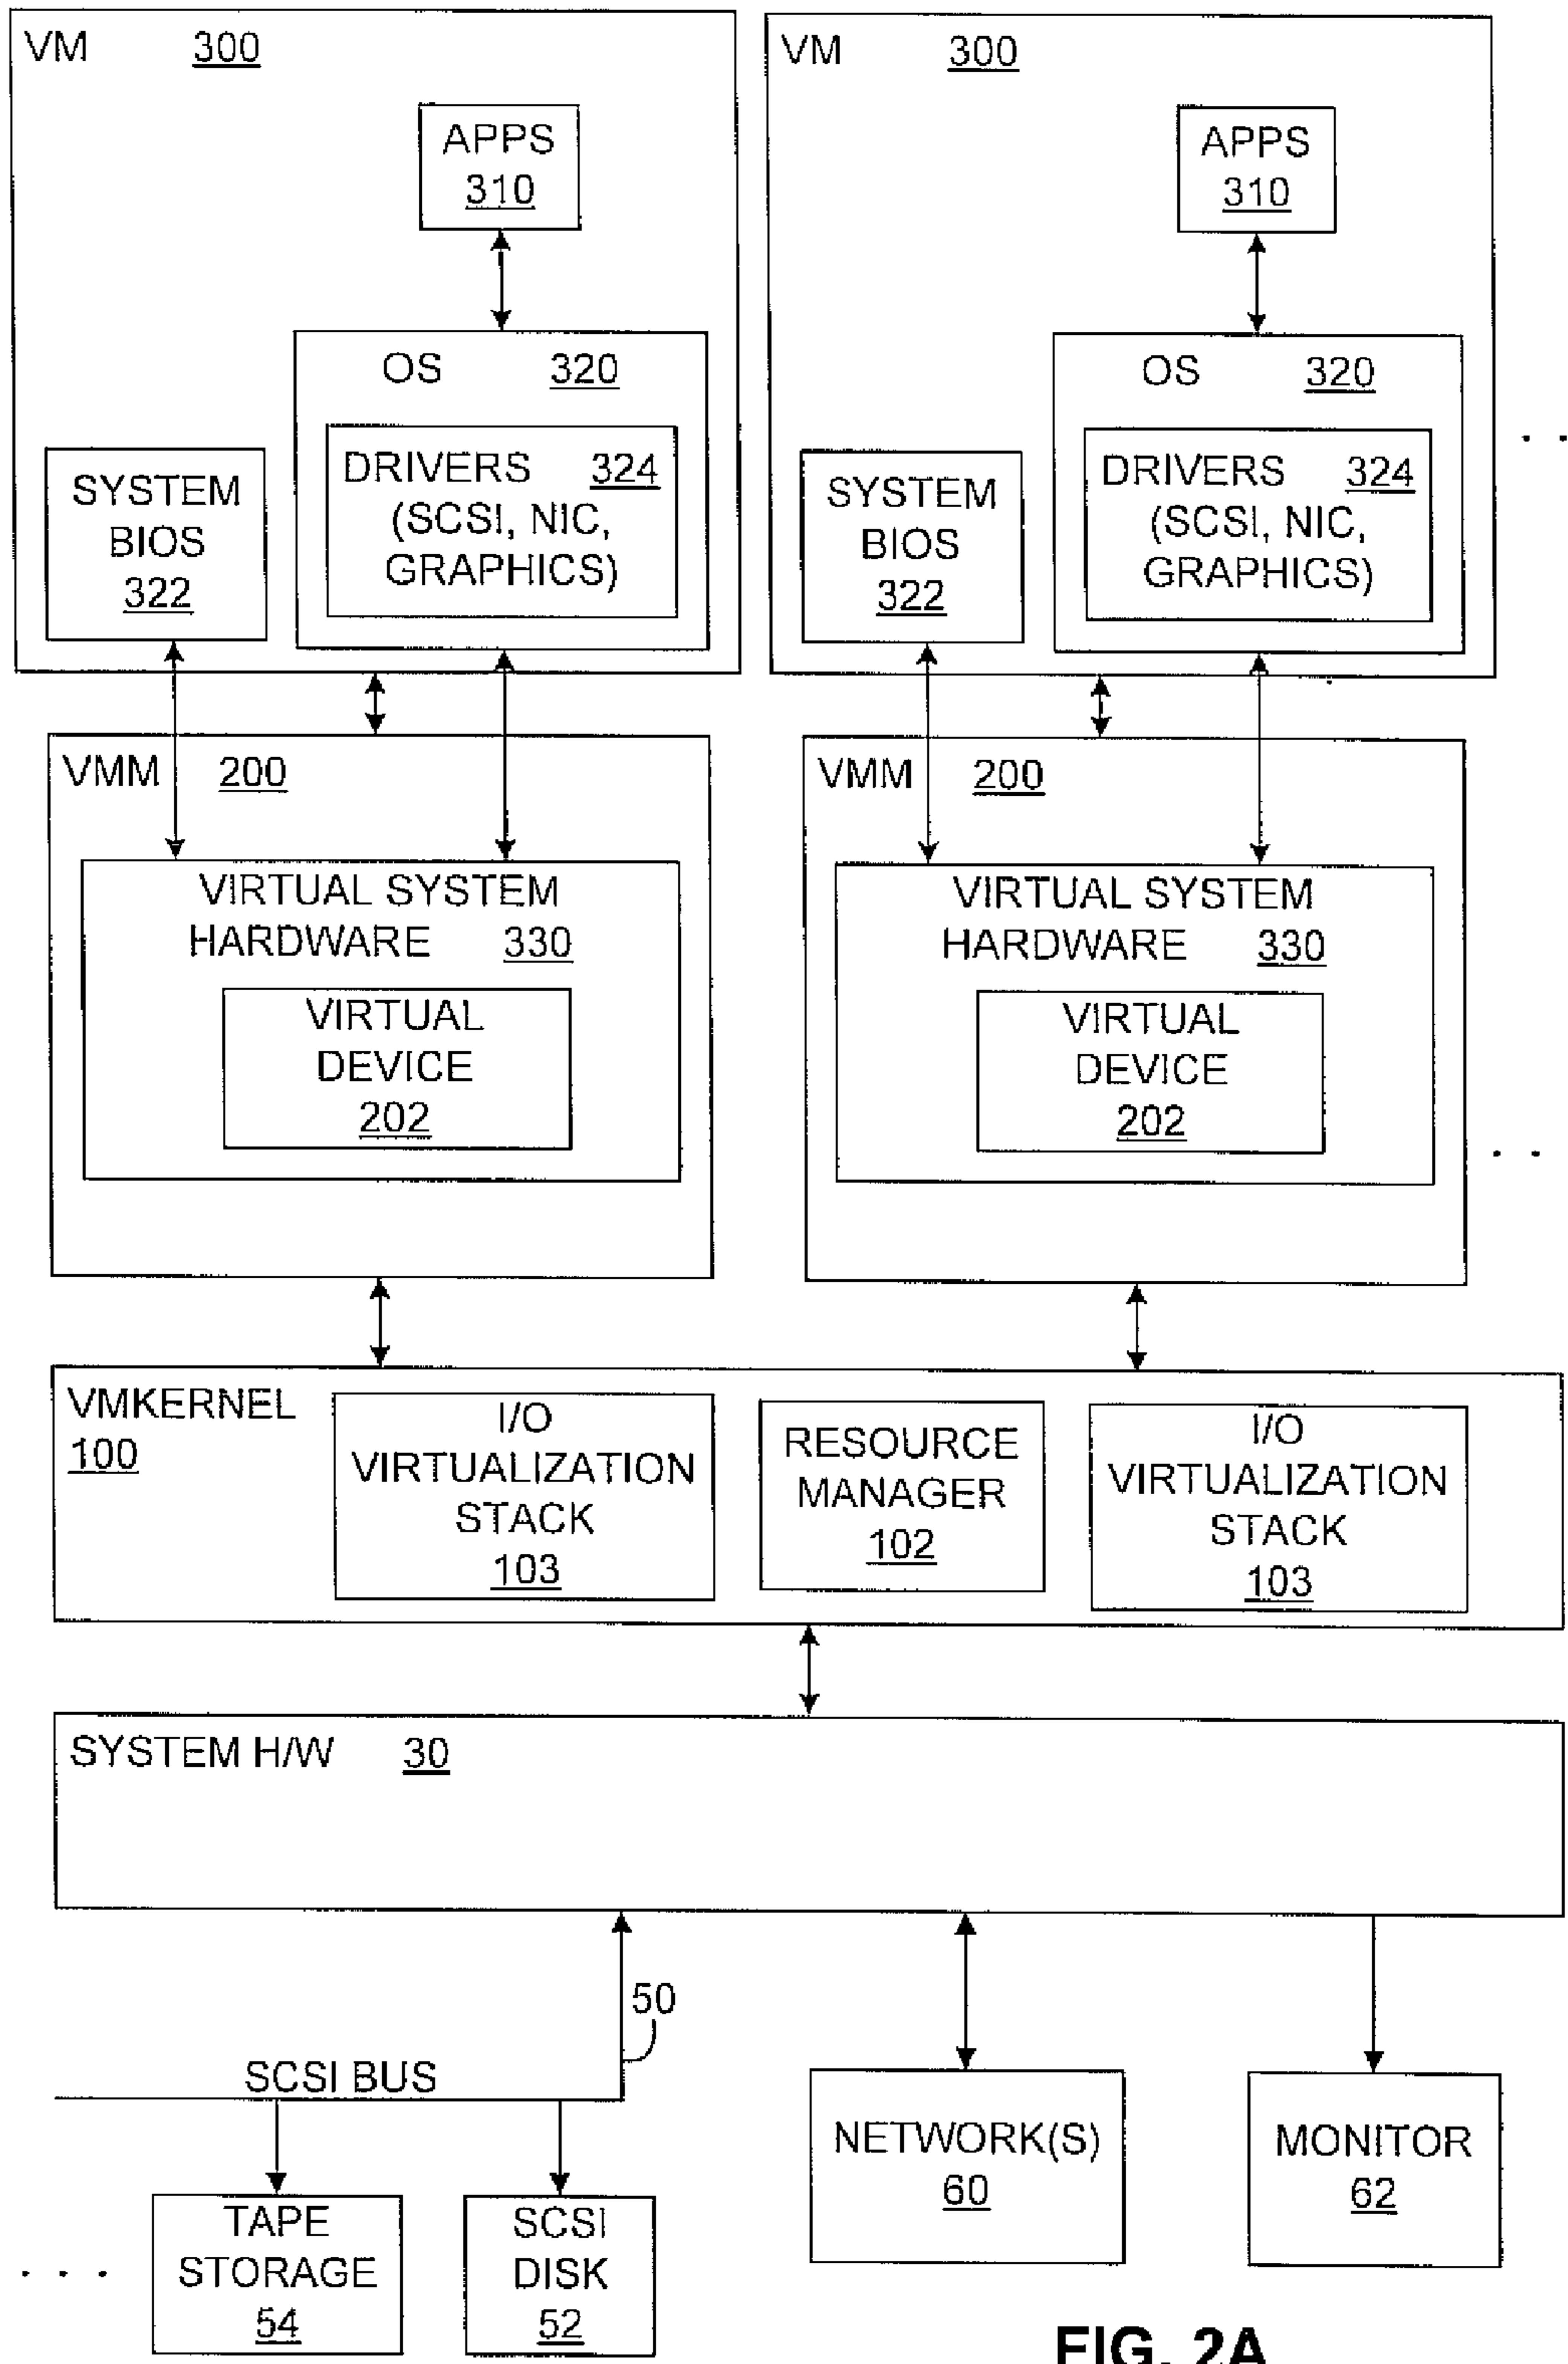 VM 300
APPS
310
OS 320
DRIVERS 324
(SCSI, NIC,
GRAPHICS)
SYSTEM
BIOS
322
VM 300
APPS
310
OS 320
DRIVERS 324
(SCSI, NIC,
GRAPHICS)
SYSTEM
BIOS
322
. .
VMM 200
VIRTUAL SYSTEM
HARDWARE 330
VIRTUAL
DEVICE
202
VMM 200
VIRTUAL SYSTEM
HARDWARE 330
VIRTUAL
DEVICE
202
. .
VMKERNEL
100
I/O
VIRTUALIZATION
STACK
103
RESOURCE
MANAGER
102
I/O
VIRTUALIZATION
STACK
103
SYSTEM H/W 30
50
SCSI BUS
. . .
TAPE
STORAGE
54
SCSI
DISK
52
NETWORK(S)
60
MONITOR
62
FIG. 2A